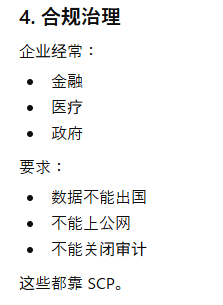 4. 合规治理
企业经常：
• 金融
• 医疗
• 政府
要求：
• 数据不能出国
• 不能上公网
• 不能关闭审计
这些都靠 SCP。